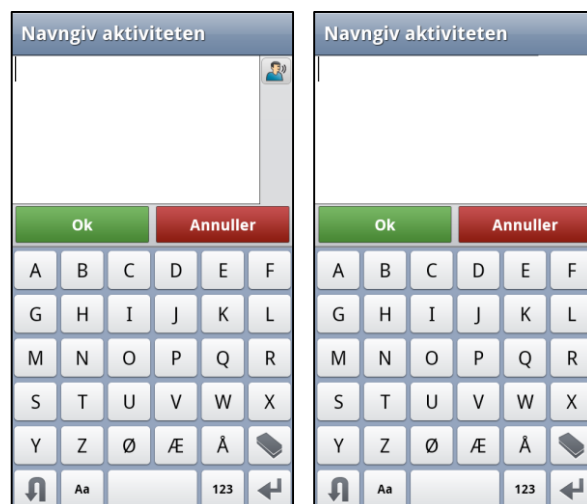 Navngiv aktiviteten
Ok Annuller
A B C D E F
G H I J K L
M N O P Q R
S T U V W X
Y Z Ø Æ Å
Aa 123
Navngiv aktiviteten
Ok Annuller
A B C D E F
G H I J K L
M N O P Q R
S T U V W X
Y Z Ø Æ Å
Aa 123